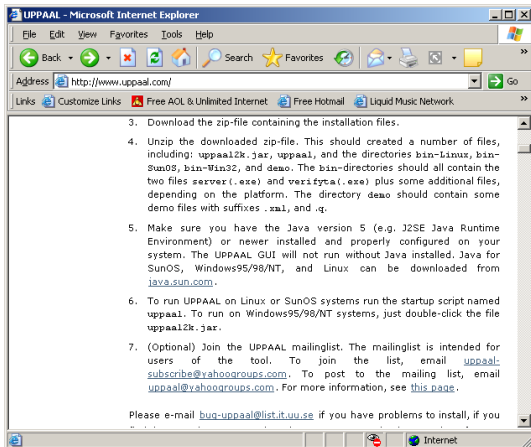 UPPAAL - Microsoft Internet Explorer
File Edit View Favorites Tools Help
Back Search Favorites
Address http://www.uppaal.com/ Go
Links Customize Links Free AOL & Unlimited Internet Free Hotmail Liquid Music Network
3. Download the zip-file containing the installation files.
4. Unzip the downloaded zip-file. This should created a number of files,
including: uppaal2k.jar, uppaal, and the directories bin-Linux, bin-
SunOS, bin-Win32, and demo. The bin-directories should all contain the
two files server(.exe) and verifyta(.exe) plus some additional files,
depending on the platform. The directory demo should contain some
demo files with suffixes .xml, and .q.
5. Make sure you have the Java version 5 (e.g. J2SE Java Runtime
Environment) or newer installed and properly configured on your
system. The UPPAAL GUI will not run without Java installed. Java for
SunOS, Windows95/98/NT, and Linux can be downloaded from
java.sun.com.
6. To run UPPAAL on Linux or SunOS systems run the startup script named
uppaal. To run on Windows95/98/NT systems, just double-click the file
uppaal2k.jar.
7. (Optional) Join the UPPAAL mailinglist. The mailinglist is intended for
users of the tool. To join the list, email uppaal-
subscribe@yahoogroups.com. To post to the mailing list, email
uppaal@yahoogroups.com. For more information, see this page.
Please e-mail bug-uppaal@list.it.uu.se if you have problems to install, if you
Internet